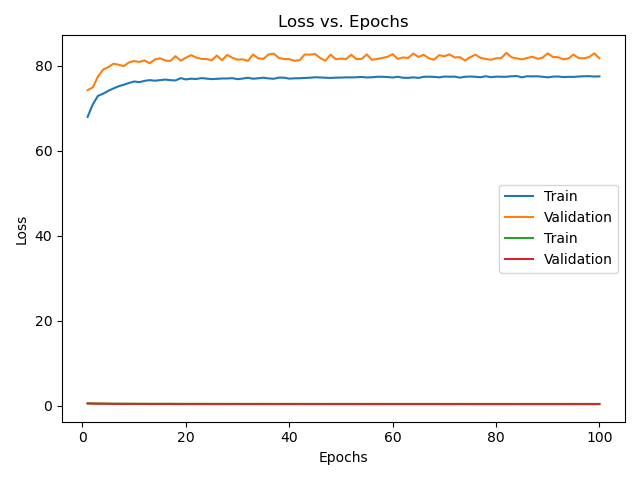 Loss vs. Epochs
Loss
80
60
40
20
0
Train
Validation
Train
Validation
0 20 40 60 80 100
Epochs